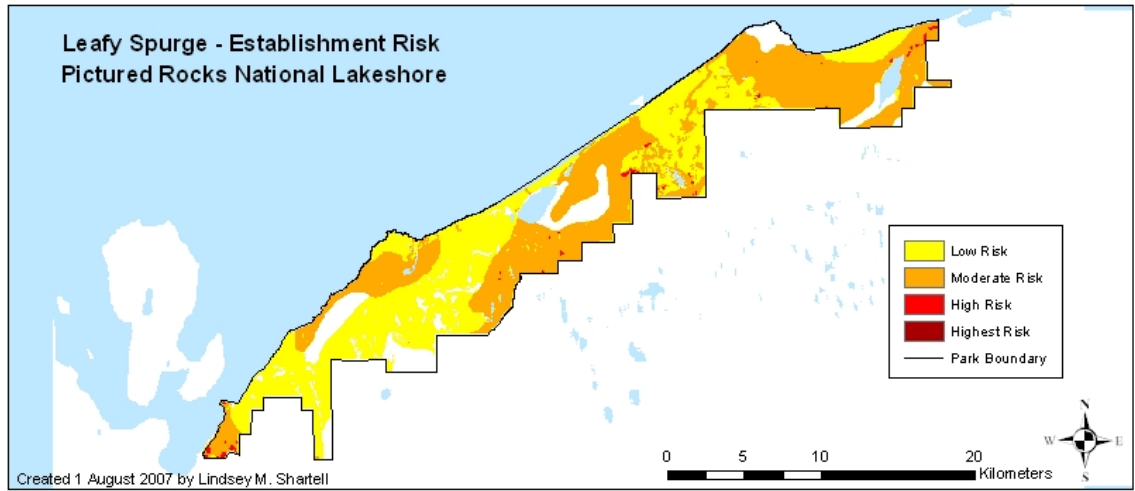 Leafy Spurge - Establishment Risk
Pictured Rocks National Lakeshore
Low Risk
Moderate Risk
High Risk
Highest Risk
Park Boundary
N
W E
S
0 5 10 20
Kilometers
Created 1 August 2007 by Lindsey M. Shartell